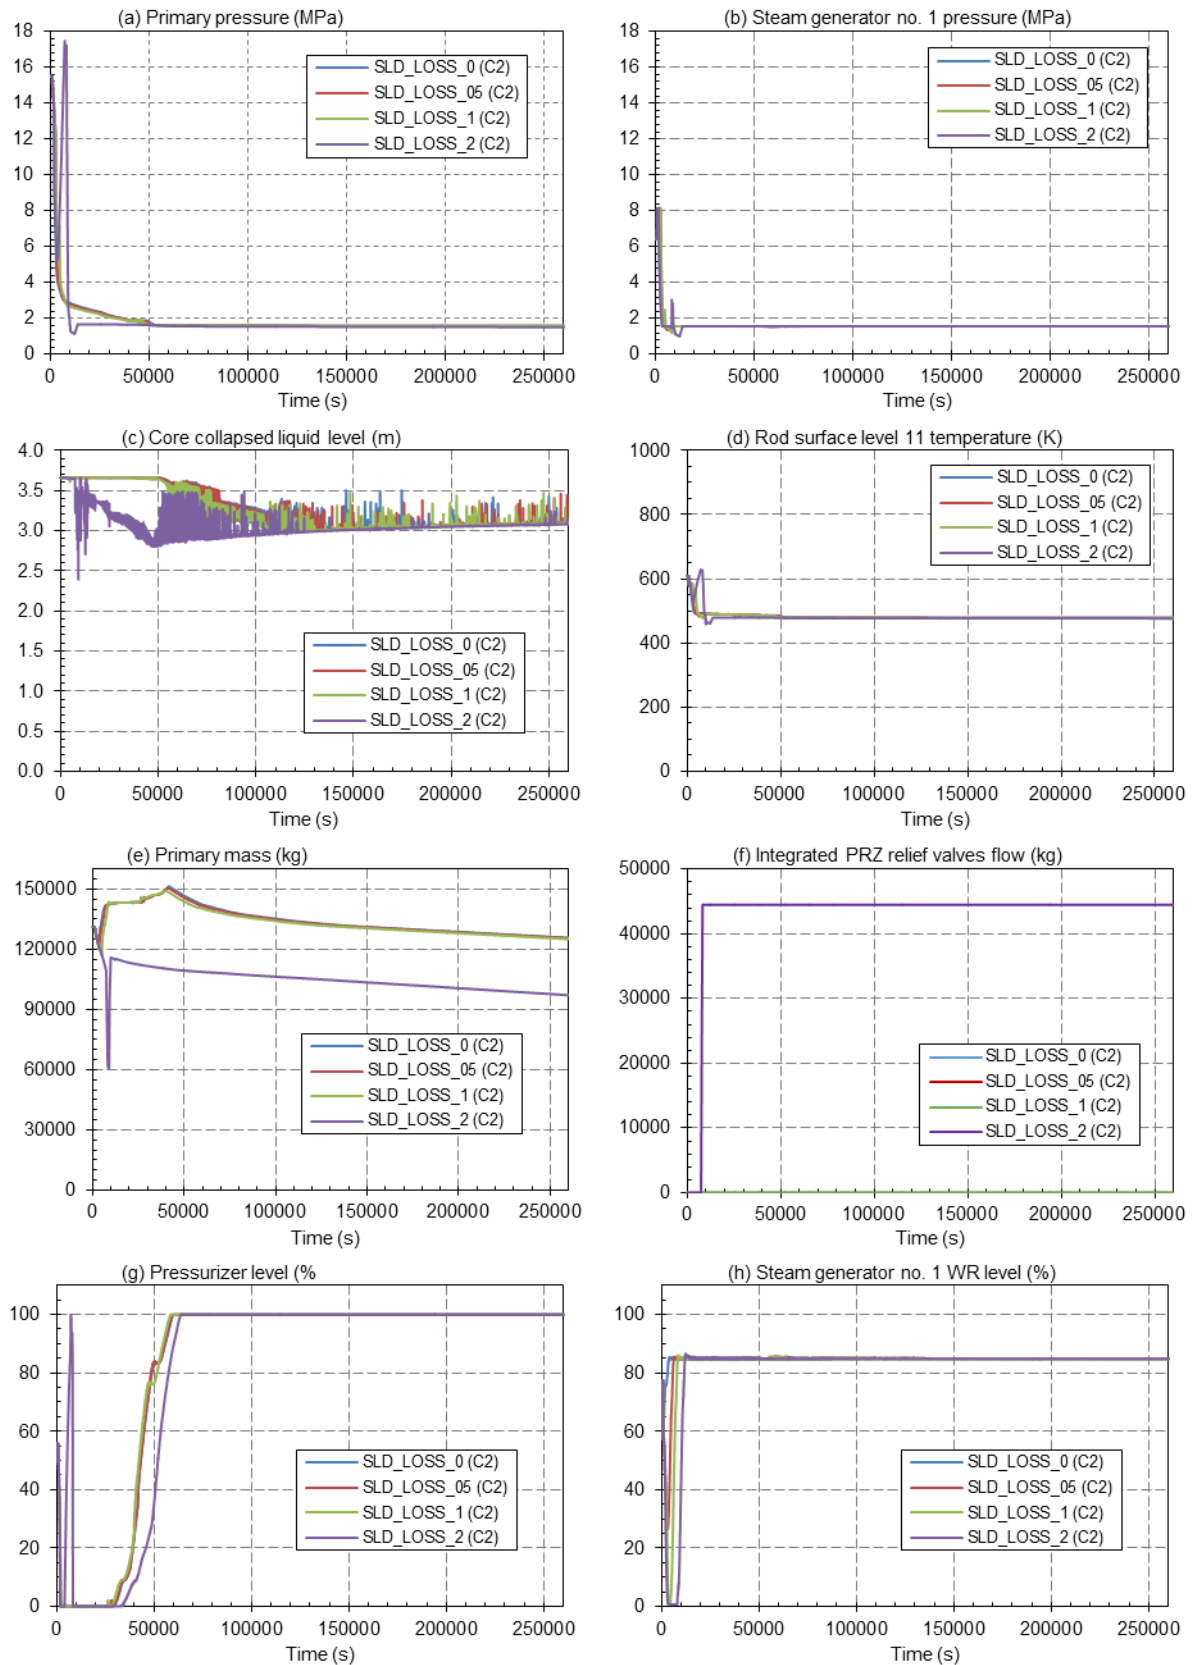 (a) Primary pressure (MPa)
18
16
14
12
10
8
6
4
2
0
SLD_LOSS_0 (C2)
SLD_LOSS_05 (C2)
SLD_LOSS_1 (C2)
SLD_LOSS_2 (C2)
0 50000 100000 150000 200000 250000
Time (s)
(b) Steam generator no. 1 pressure (MPa)
18
16
14
12
10
8
6
4
2
0
SLD_LOSS_0 (C2)
SLD_LOSS_05 (C2)
SLD_LOSS_1 (C2)
SLD_LOSS_2 (C2)
0 50000 100000 150000 200000 250000
Time (s)
(c) Core collapsed liquid level (m)
4.0
3.5
3.0
2.5
2.0
1.5
1.0
0.5
0.0
SLD_LOSS_0 (C2)
SLD_LOSS_05 (C2)
SLD_LOSS_1 (C2)
SLD_LOSS_2 (C2)
0 50000 100000 150000 200000 250000
Time (s)
(d) Rod surface level 11 temperature (K)
1000
800
600
400
200
0
SLD_LOSS_0 (C2)
SLD_LOSS_05 (C2)
SLD_LOSS_1 (C2)
SLD_LOSS_2 (C2)
0 50000 100000 150000 200000 250000
Time (s)
(e) Primary mass (kg)
150000
120000
90000
60000
30000
0
SLD_LOSS_0 (C2)
SLD_LOSS_05 (C2)
SLD_LOSS_1 (C2)
SLD_LOSS_2 (C2)
0 50000 100000 150000 200000 250000
Time (s)
(f) Integrated PRZ relief valves flow (kg)
50000
40000
30000
20000
10000
0
SLD_LOSS_0 (C2)
SLD_LOSS_05 (C2)
SLD_LOSS_1 (C2)
SLD_LOSS_2 (C2)
0 50000 100000 150000 200000 250000
Time (s)
(g) Pressurizer level (%
100
80
60
40
20
0
SLD_LOSS_0 (C2)
SLD_LOSS_05 (C2)
SLD_LOSS_1 (C2)
SLD_LOSS_2 (C2)
0 50000 100000 150000 200000 250000
Time (s)
(h) Steam generator no. 1 WR level (%)
100
80
60
40
20
0
SLD_LOSS_0 (C2)
SLD_LOSS_05 (C2)
SLD_LOSS_1 (C2)
SLD_LOSS_2 (C2)
0 50000 100000 150000 200000 250000
Time (s)